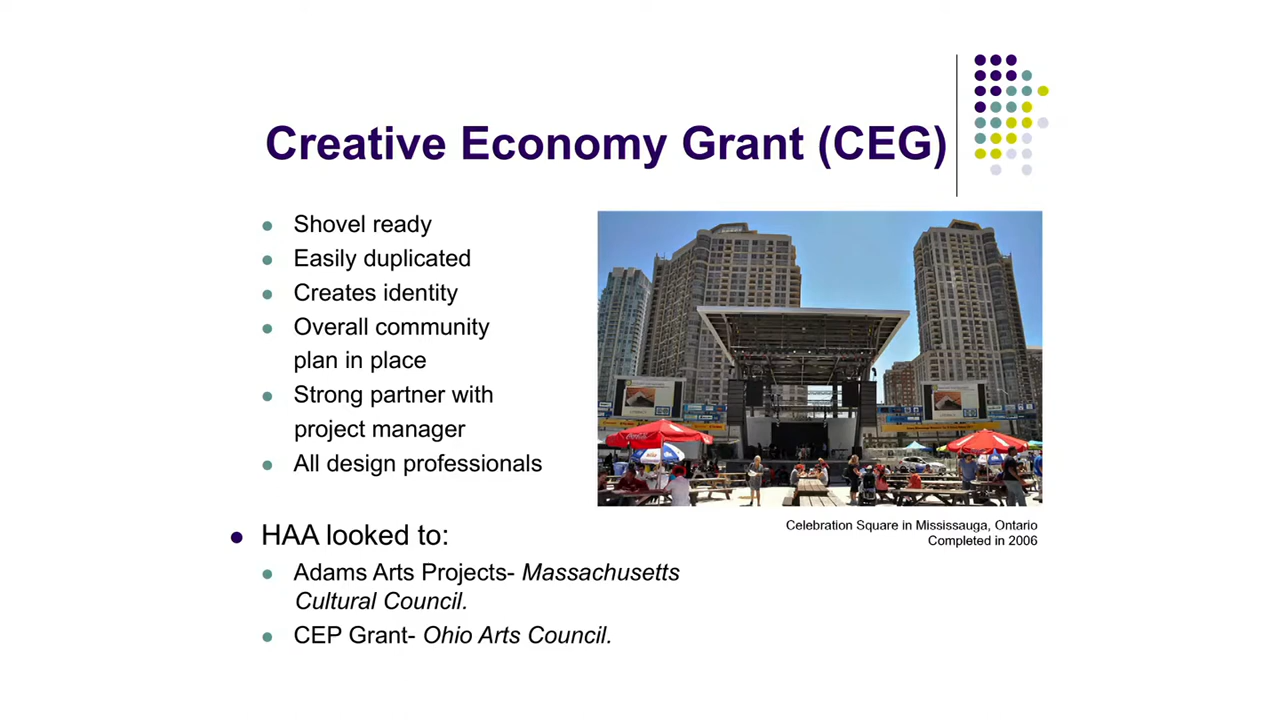 Creative Economy Grant (CEG)
Shovel ready
Easily duplicated
Creates identity
Overall community
plan in place
Strong partner with
project manager
All design professionals
Celebration Square in Mississauga, Ontario
Completed in 2006
HAA looked to:
Adams Arts Projects- Massachusetts
Cultural Council.
CEP Grant- Ohio Arts Council.